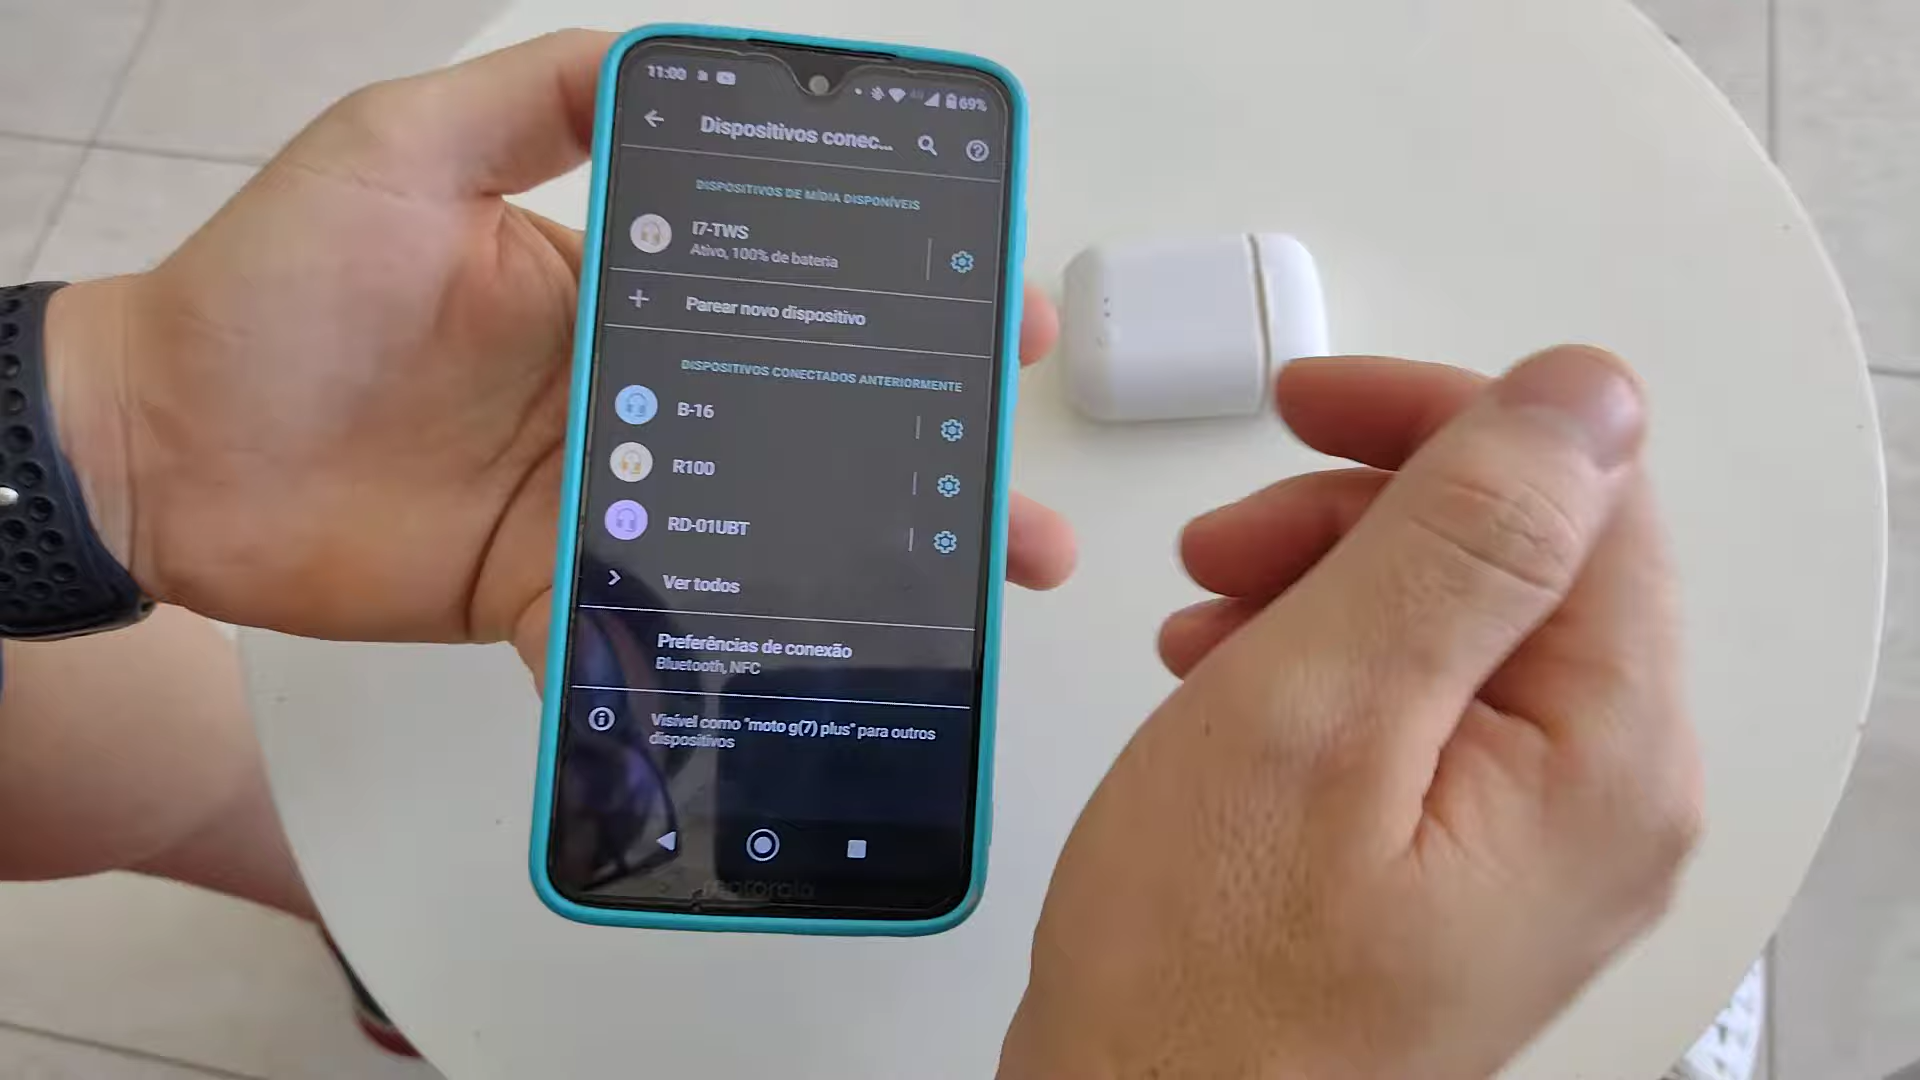 11:00
4G 69%
Dispositivos conec...
DISPOSITIVOS DE MÍDIA DISPONÍVEIS
I7-TWS
Ativo, 100% de bateria
Parear novo dispositivo
DISPOSITIVOS CONECTADOS ANTERIORMENTE
B-16
R100
RD-01UBT
Ver todos
Preferências de conexão
Bluetooth, NFC
Visível como "moto g(7) plus" para outros
dispositivos
motorola